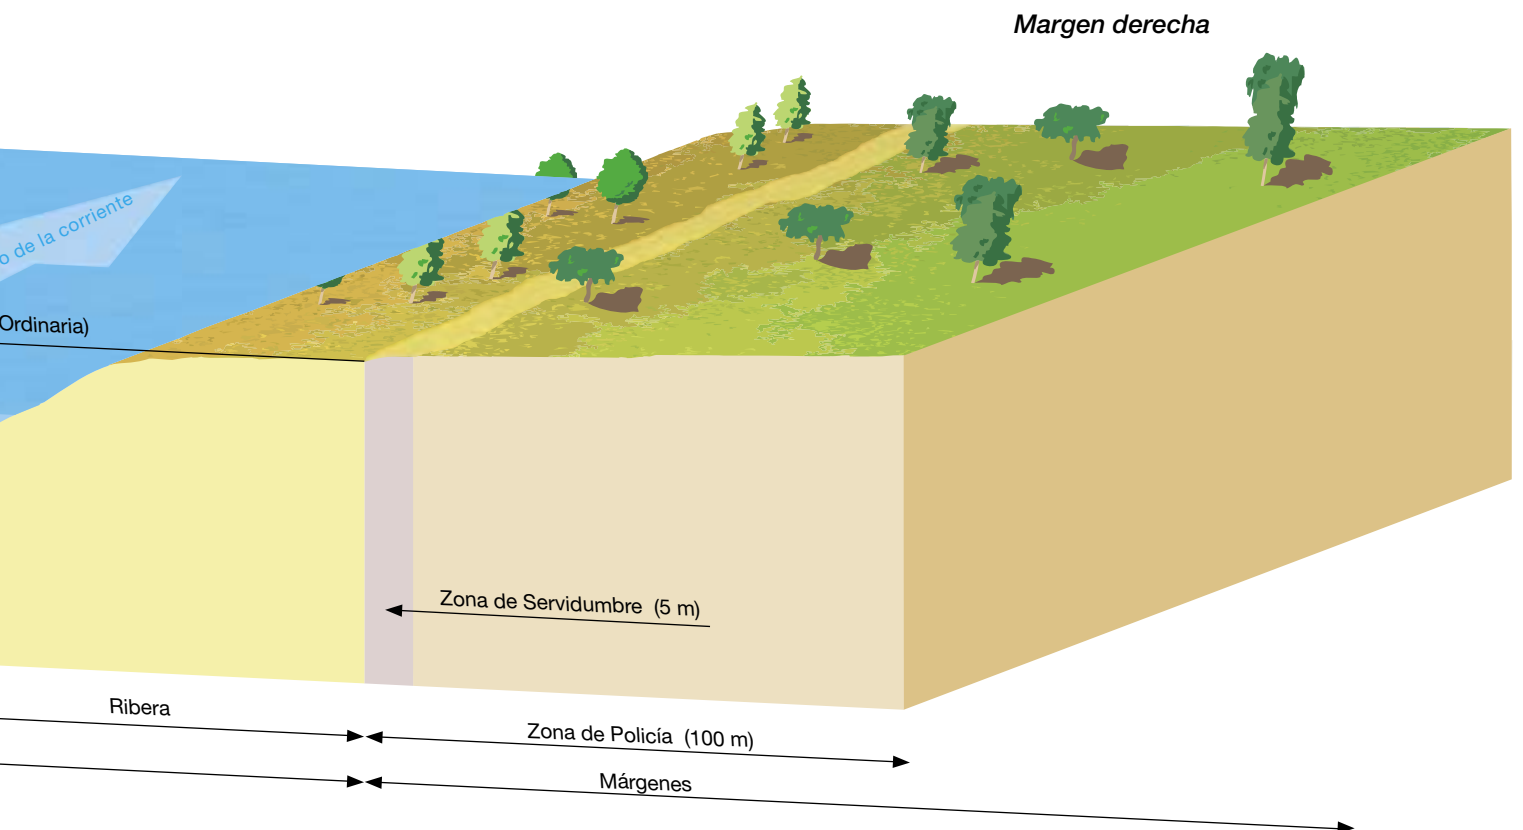 Margen derecha
o de la corriente
Ordinaria)
Zona de Servidumbre (5 m)
Ribera
Zona de Policía (100 m)
Márgenes